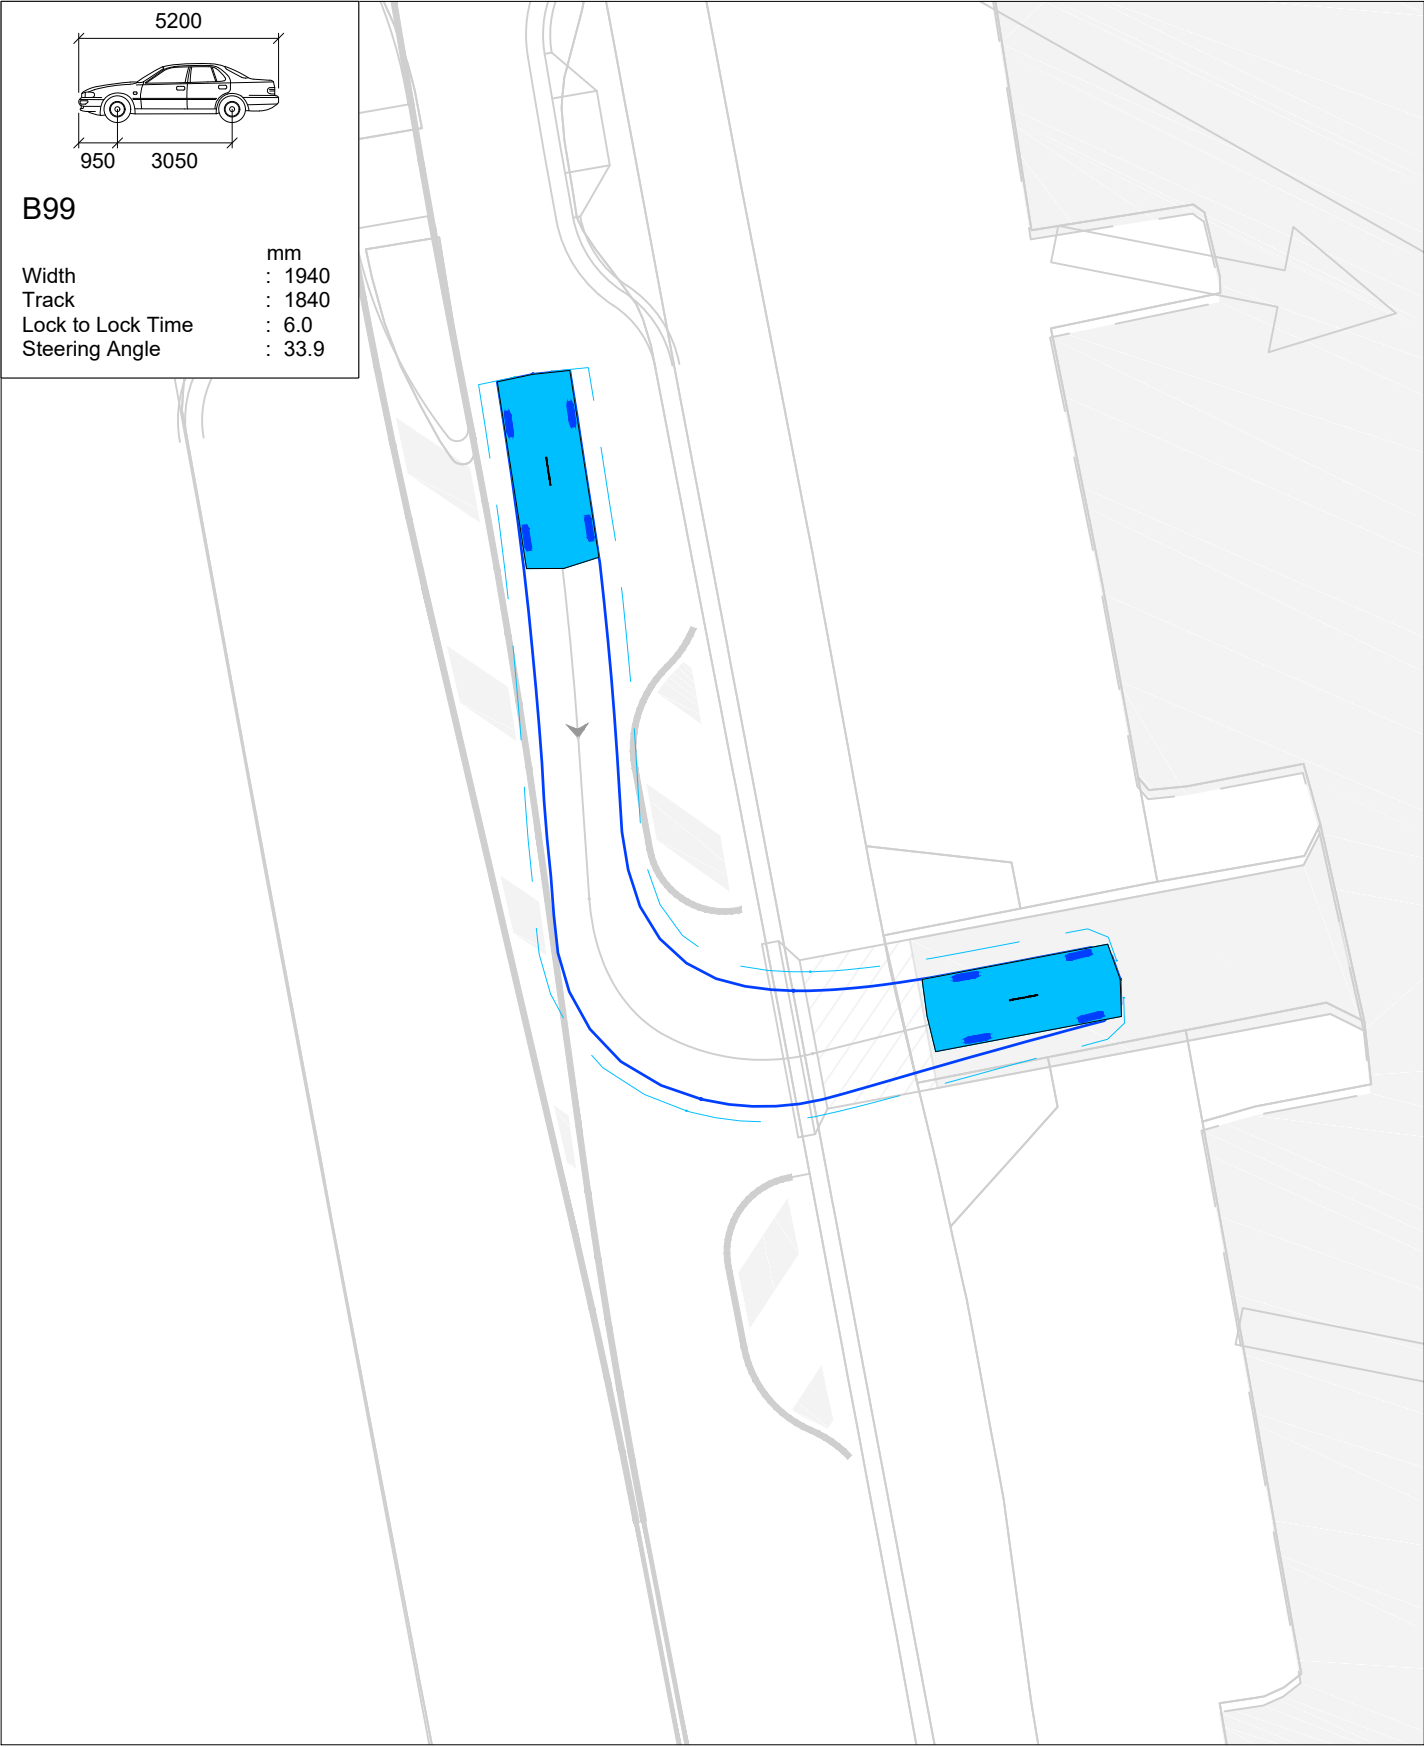 5200
950 3050
B99
mm
Width : 1940
Track : 1840
Lock to Lock Time : 6.0
Steering Angle : 33.9